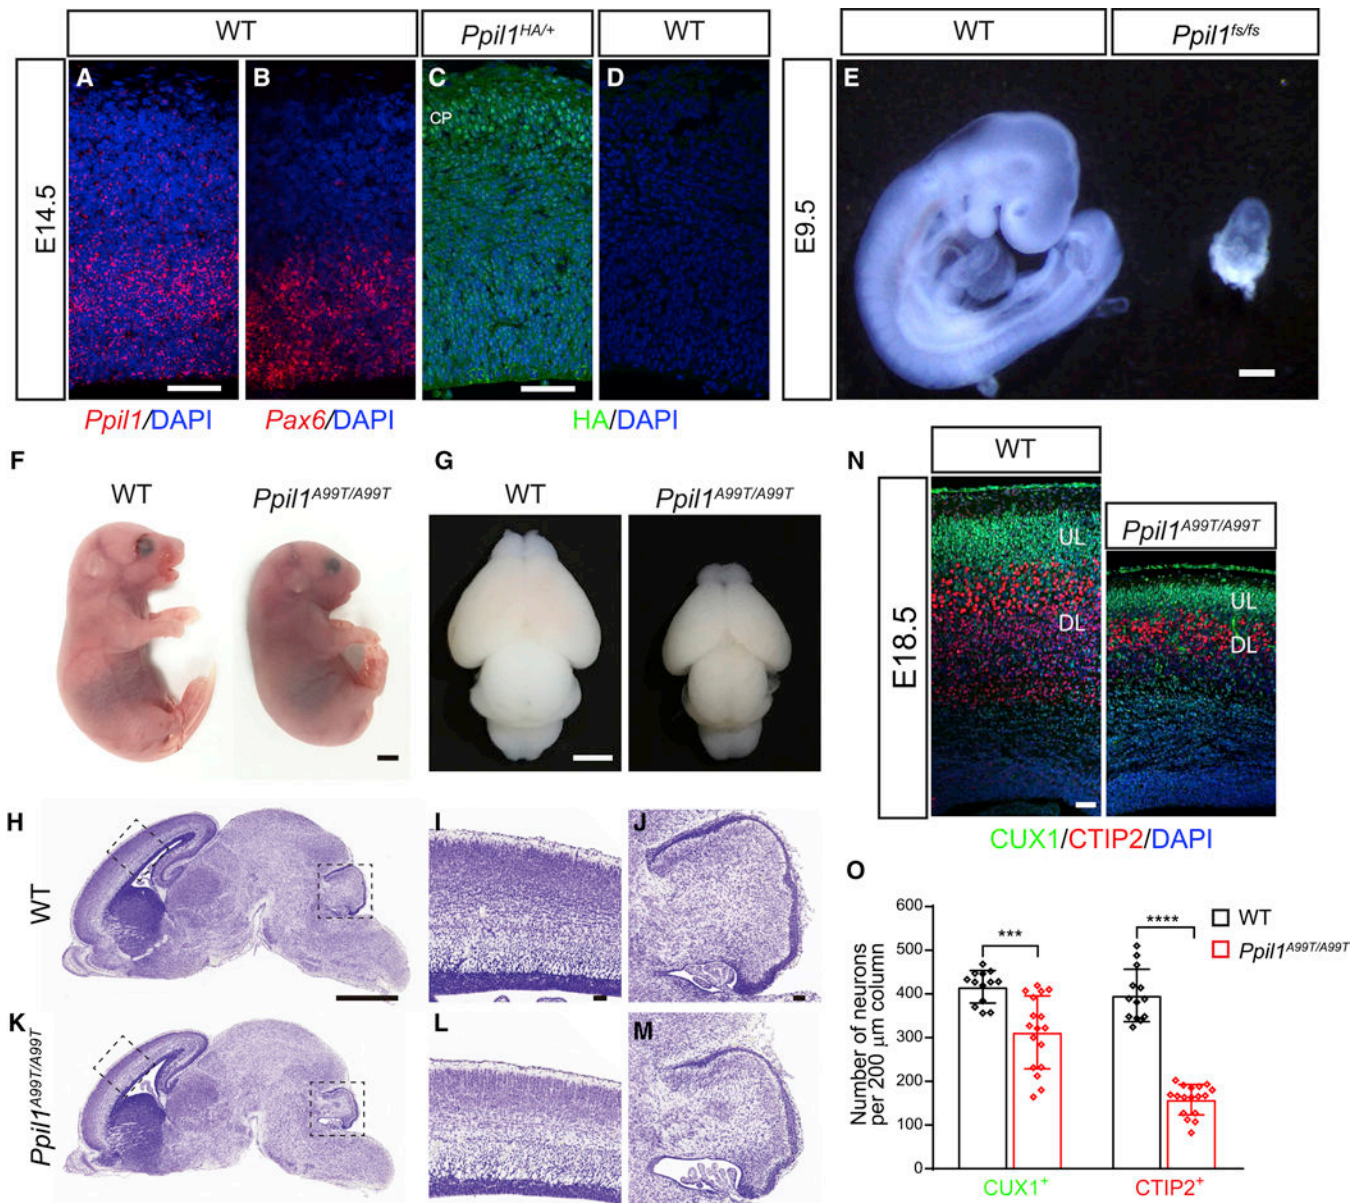 WT
Ppil1HA/+
WT
WT
Ppil1fs/fs
E14.5
A
B
C
CP
D
E9.5
E
Ppil1/DAPI
Pax6/DAPI
HA/DAPI
F
WT
Ppil1A99T/A99T
G
WT
Ppil1A99T/A99T
N
WT
Ppil1A99T/A99T
E18.5
UL
DL
UL
DL
CUX1/CTIP2/DAPI
WT
H
I
J
Ppil1A99T/A99T
K
L
M
O
Number of neurons
per 200 μm column
600
500
400
300
200
100
0
***
****
WT
Ppil1A99T/A99T
CUX1+
CTIP2+